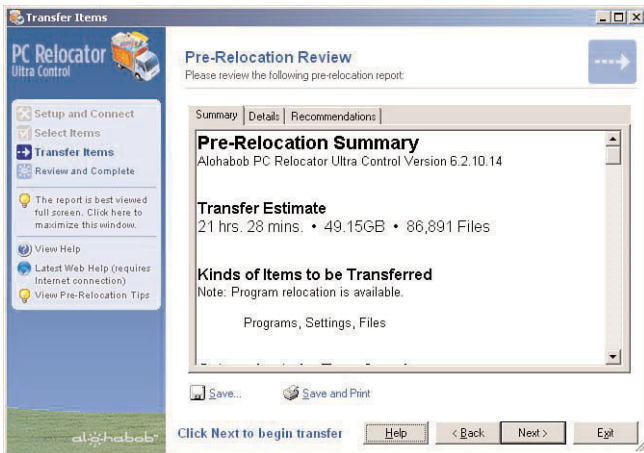 Transfer Items
PC Relocator
Ultra Control
Setup and Connect
Select Items
Transfer Items
Review and Complete
The report is best viewed
full screen. Click here to
maximize this window.
View Help
Latest Web Help (requires
Internet connection)
View Pre-Relocation Tips
alohabob
Pre-Relocation Review
Please review the following pre-relocation report:
Summary Details Recommendations
Pre-Relocation Summary
Alohabob PC Relocator Ultra Control Version 6.2.10.14
Transfer Estimate
21 hrs. 28 mins. • 49.15GB • 86,891 Files
Kinds of Items to be Transferred
Note: Program relocation is available.
Programs, Settings, Files
Save... Save and Print
Click Next to begin transfer Help < Back Next > Exit